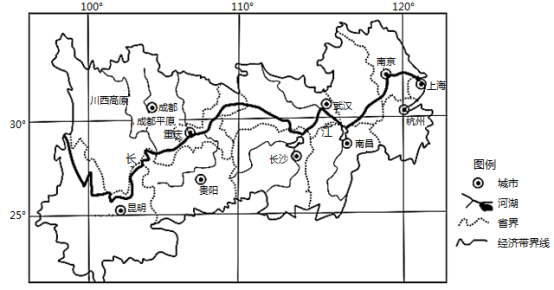 100° 110° 120°
南京
上海
川西高原
成都
武汉
成都平原
杭州
重庆
30°
江
长
南昌
长沙
贵阳
昆明
25°
图例
城市
河湖
省界
经济带界线